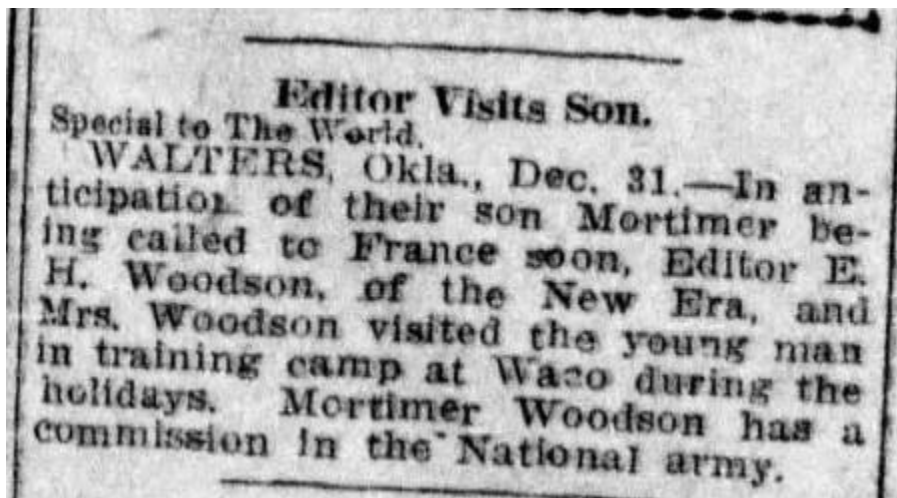 Editor Visits Son.
Special to The World.
WALTERS, Okla., Dec. 31.—In an-
ticipation of their son Mortimer be-
ing called to France soon, Editor E.
H. Woodson, of the New Era, and
Mrs. Woodson visited the young man
in training camp at Waco during the
holidays. Mortimer Woodson has a
commission in the National army.